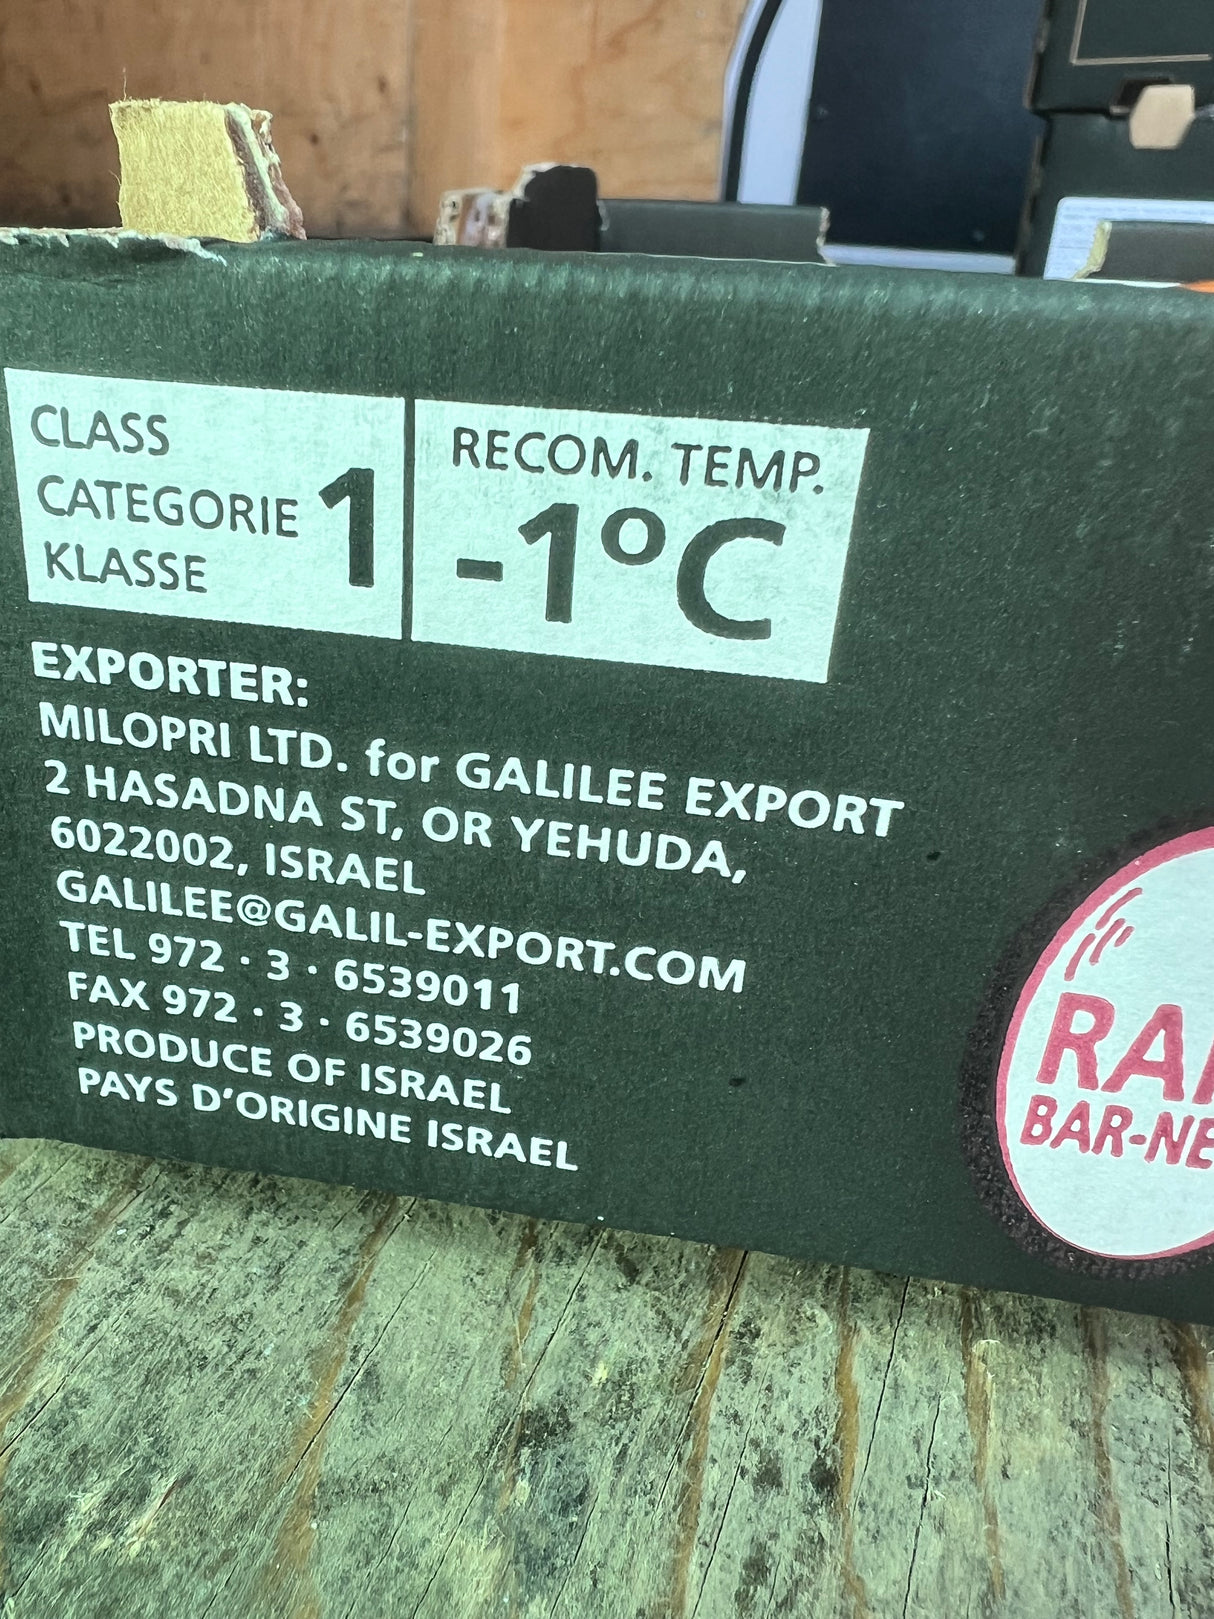 CLASS
CATEGORIE
KLASSE
1
RECOM. TEMP.
-1°C
EXPORTER:
MILOPRI LTD. for GALILEE EXPORT
2 HASADNA ST, OR YEHUDA,
6022002, ISRAEL
GALILEE@GALIL-EXPORT.COM
TEL 972 · 3 · 6539011
FAX 972 · 3 · 6539026
PRODUCE OF ISRAEL
PAYS D'ORIGINE ISRAEL